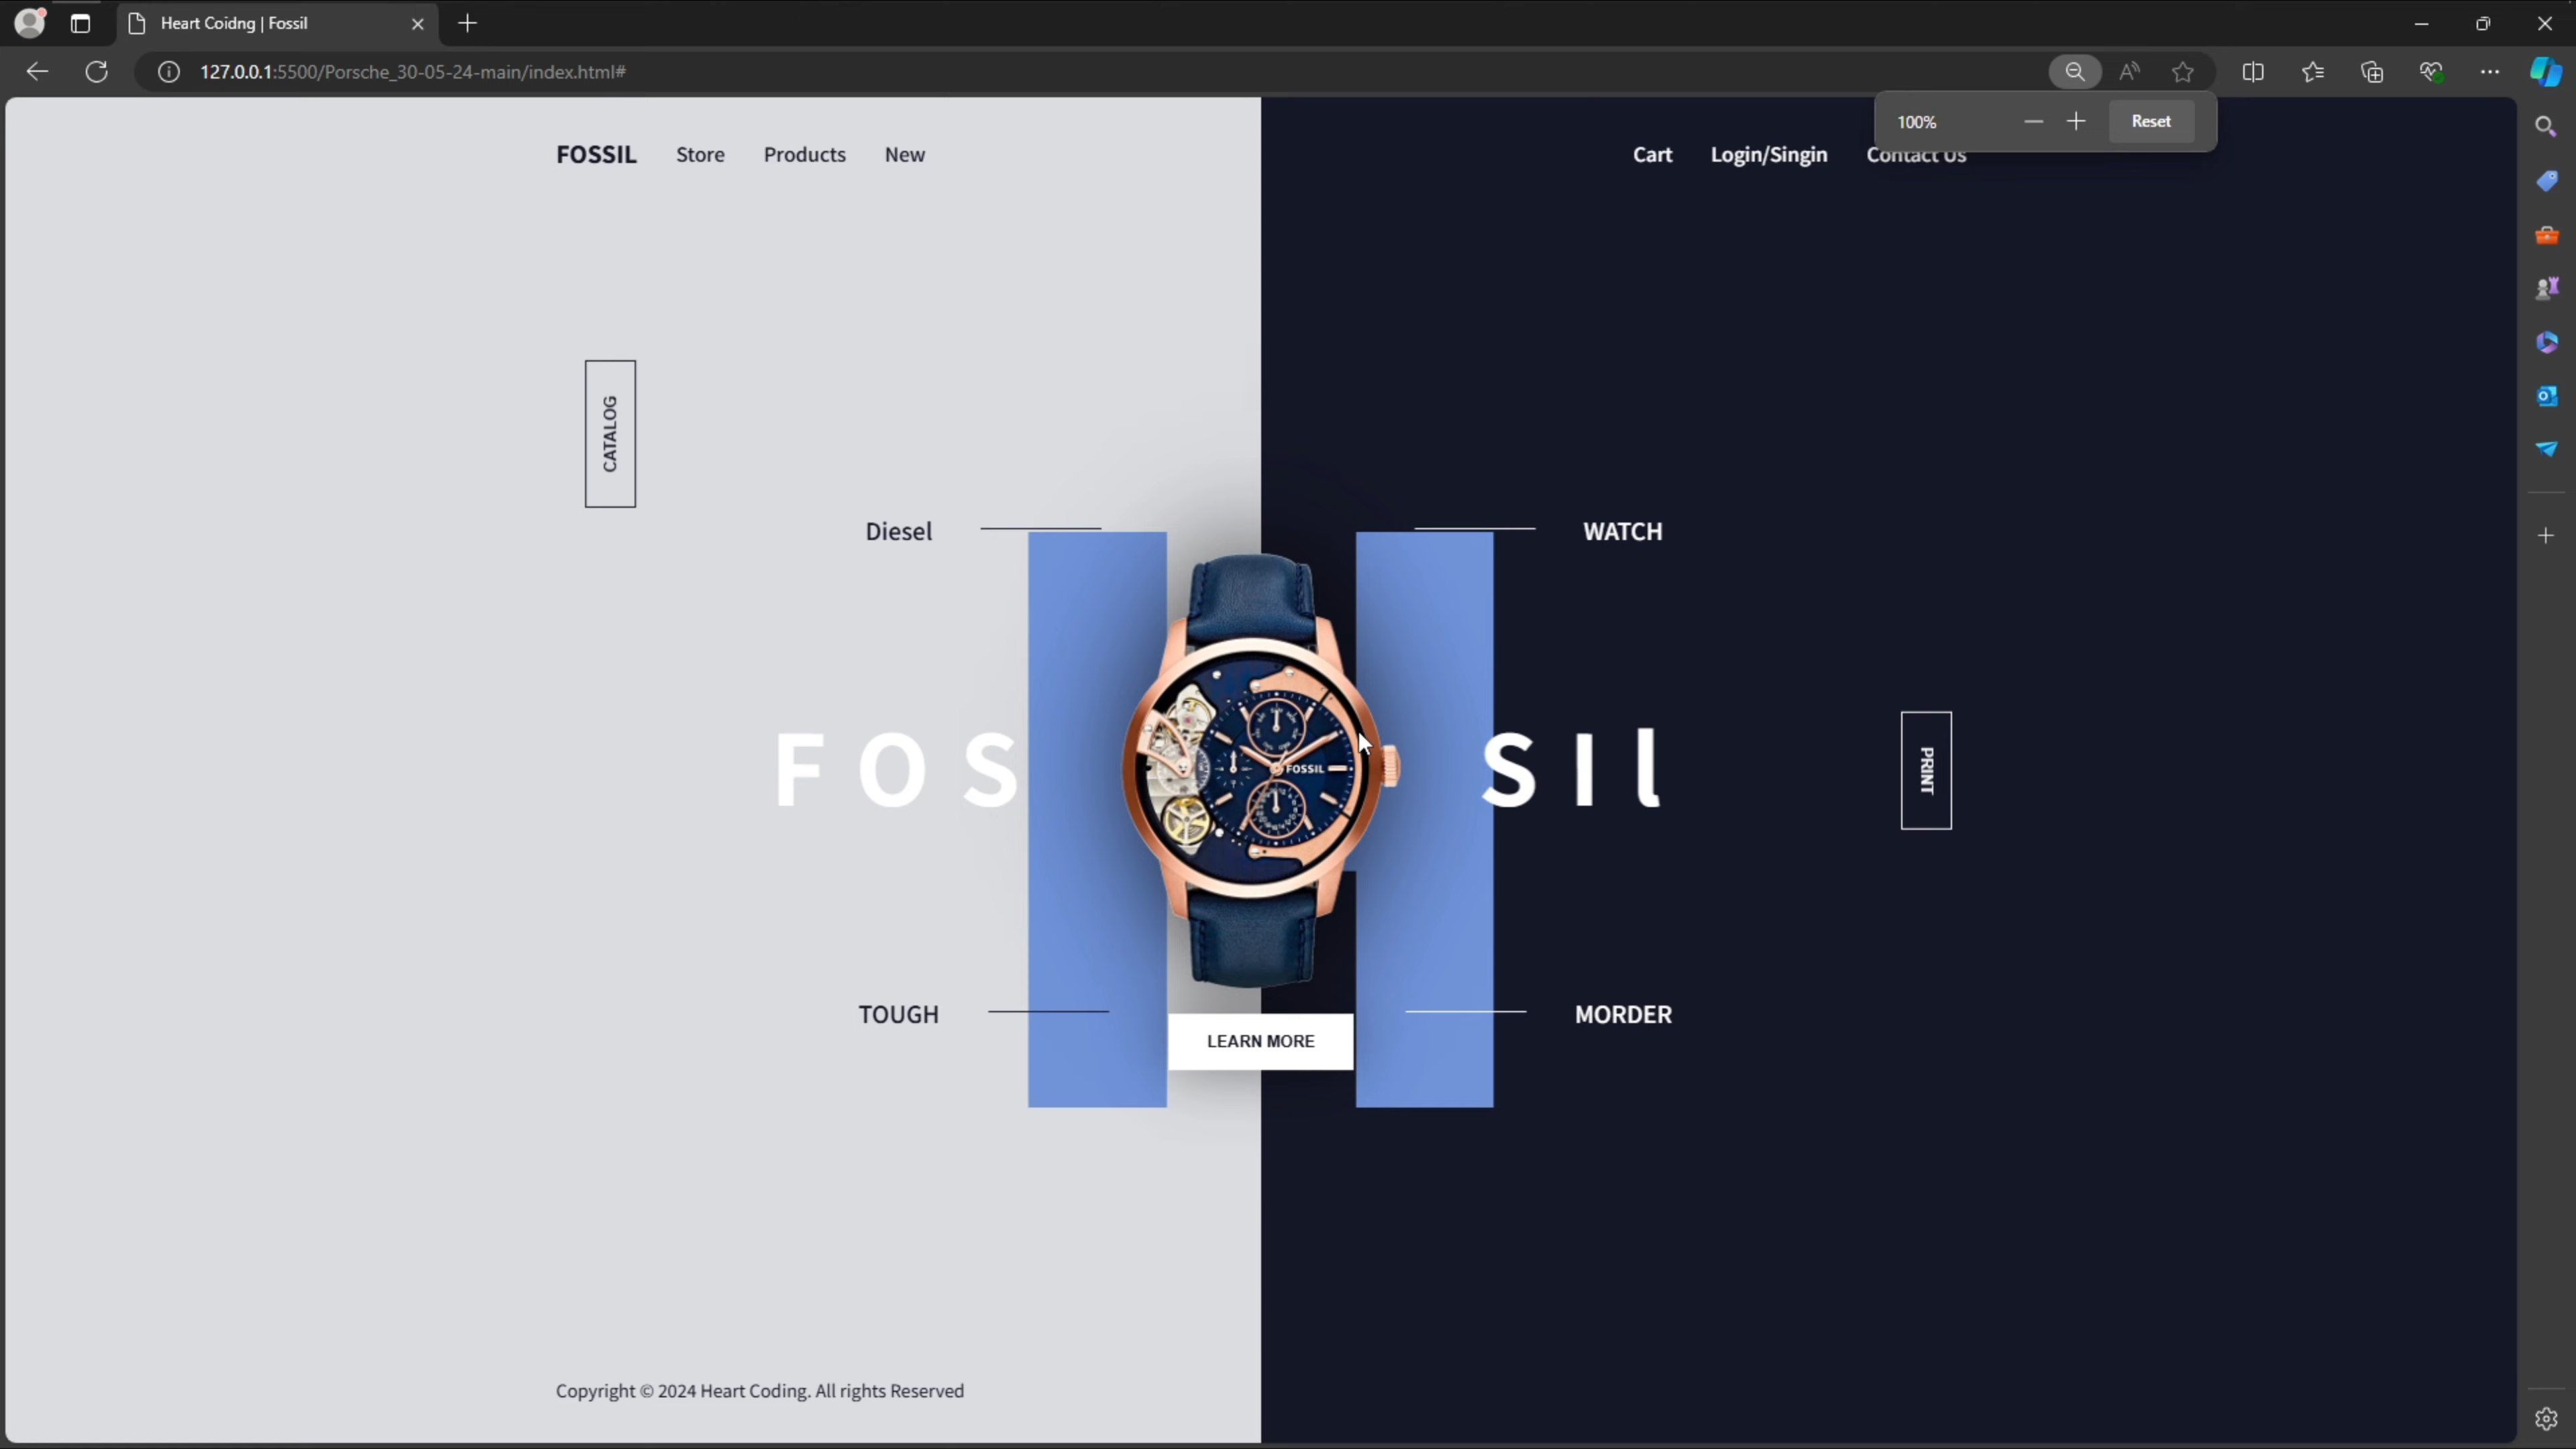 Heart Coidng | Fossil
127.0.0.1:5500/Porsche_30-05-24-main/index.html#
100%
Reset
FOSSIL Store Products New Cart Login/Singin Contact Us
CATALOG
Diesel WATCH
FOS SIl
FOSSIL
PRINT
TOUGH MORDER
LEARN MORE
Copyright © 2024 Heart Coding. All rights Reserved